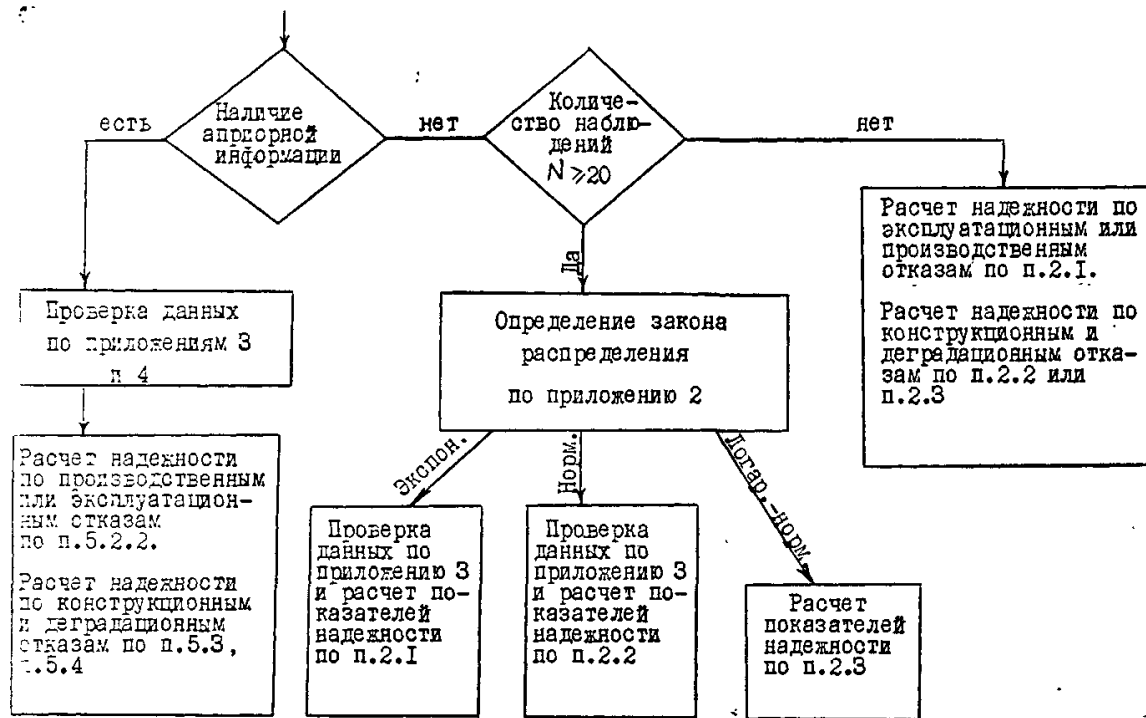 Наличие
априорной
информации
есть
нет
Количе-
ство наблю-
дений
N ⩾20
нет
Да
Расчет надежности по
эксплуатационным или
производственным
отказам по п.2.I.
Расчет надежности по
конструкционным и
деградационным отка-
зам по п.2.2 или
п.2.3
Проверка данных
по приложениям 3
и 4
Определение закона
распределения
по приложению 2
Экспон.
Норм.
Логар.-норм.
Расчет надежности
по производственным
или эксплуатацион-
ным отказам
по п.5.2.2.
Расчет надежности
по конструкционным
и деградационным
отказам по п.5.3,
п.5.4
Проверка
данных по
приложению 3
и расчет по-
казателей
надежности
по п.2.I
Проверка
данных по
приложению 3
и расчет по-
казателей
надежности
по п.2.2
Расчет
показателей
надежности
по п.2.3